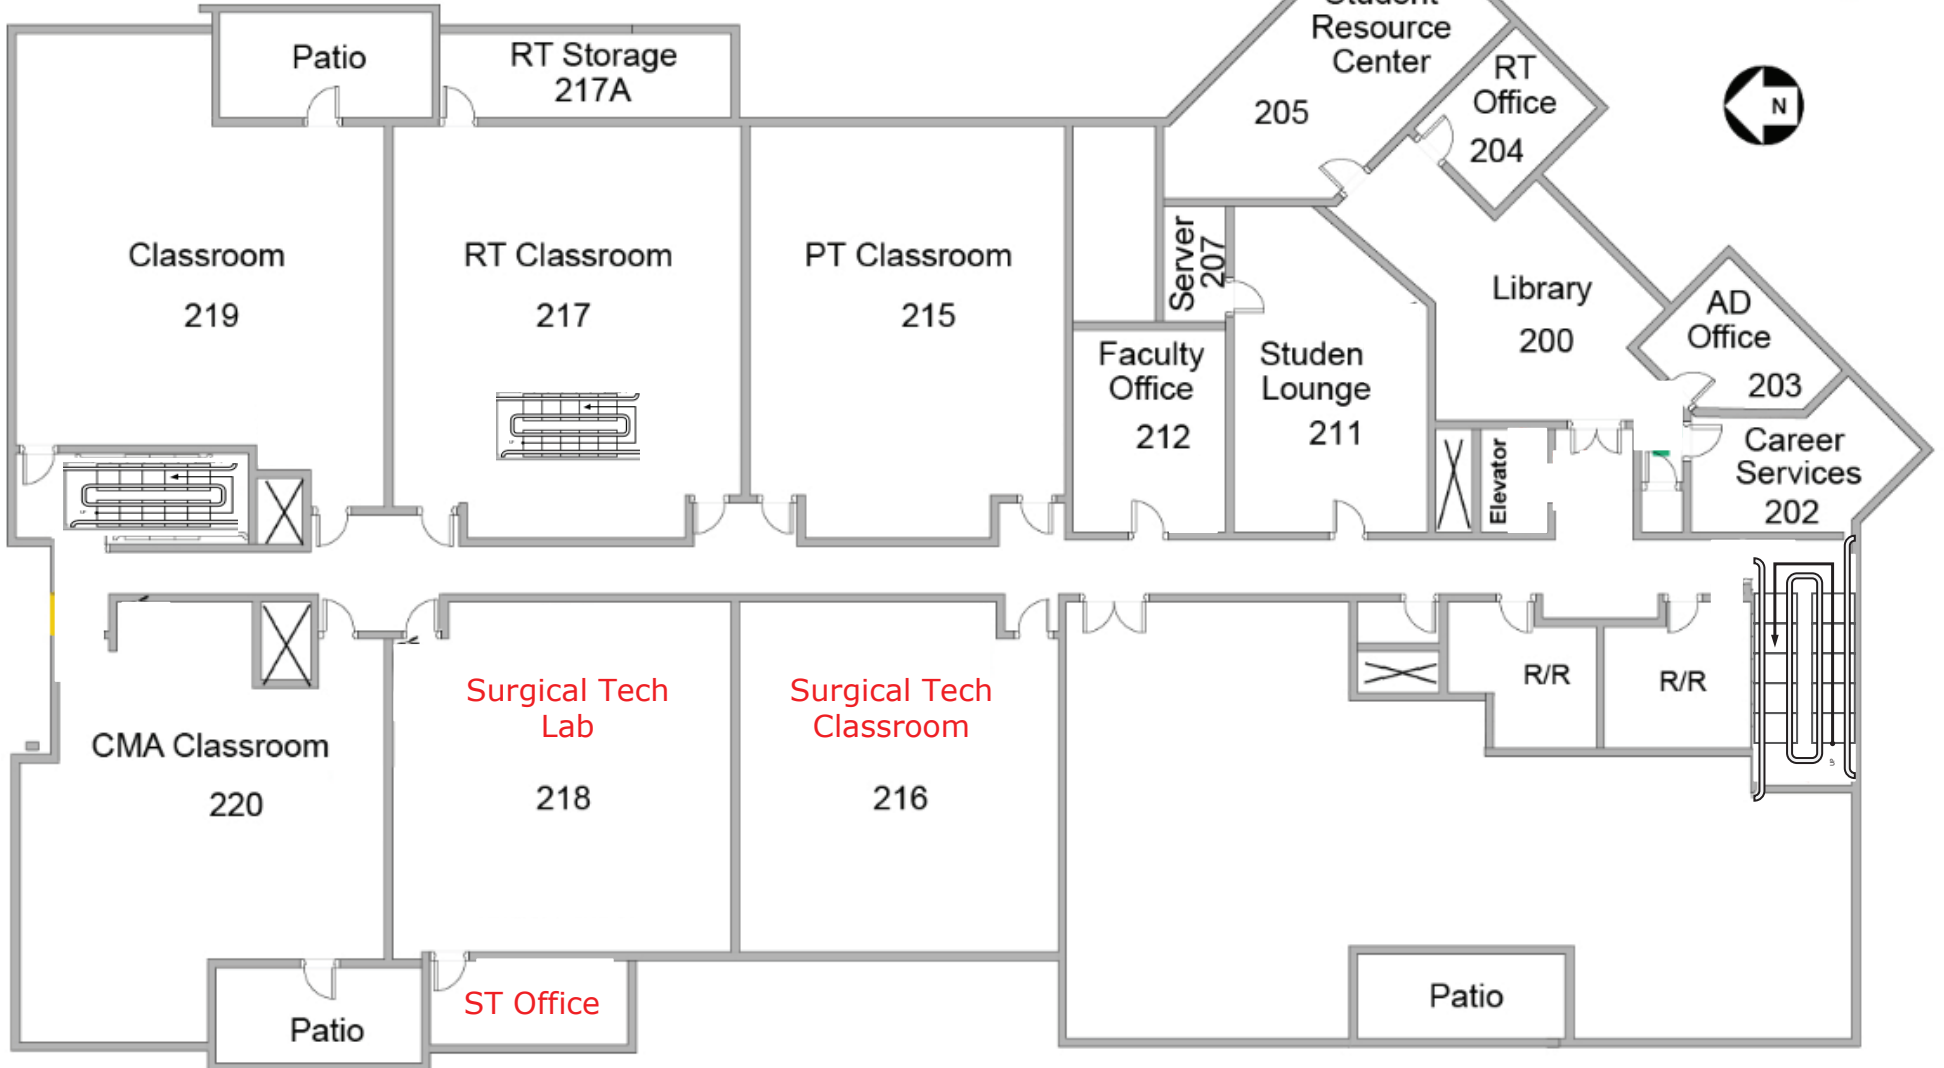 Patio
RT Storage
217A
Student
Resource
Center
205
RT
Office
204
N
Classroom
219
RT Classroom
217
PT Classroom
215
Server
207
Library
200
AD
Office
203
Faculty
Office
212
Studen
Lounge
211
Elevator
Career
Services
202
Surgical Tech
Lab
218
Surgical Tech
Classroom
216
R/R
R/R
CMA Classroom
220
ST Office
Patio
Patio